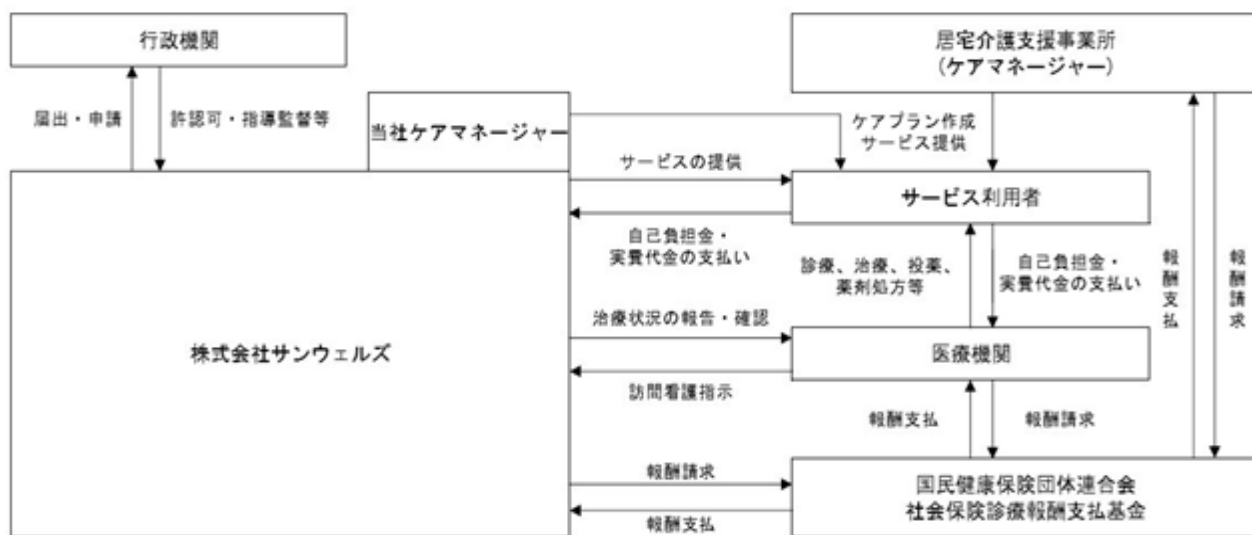 行政機関
居宅介護支援事業所
(ケアマネージャー)
届出・申請
許認可・指導監督等
当社ケアマネージャー
ケアプラン作成
サービス提供
サービスの提供
サービス利用者
自己負担金・
実費代金の支払い
診療、治療、投薬、
薬剤処方等
自己負担金・
実費代金の支払い
報酬支払
報酬請求
治療状況の報告・確認
株式会社サンウェルズ
医療機関
訪問看護指示
報酬支払
報酬請求
報酬請求
国民健康保険団体連合会
社会保険診療報酬支払基金
報酬支払